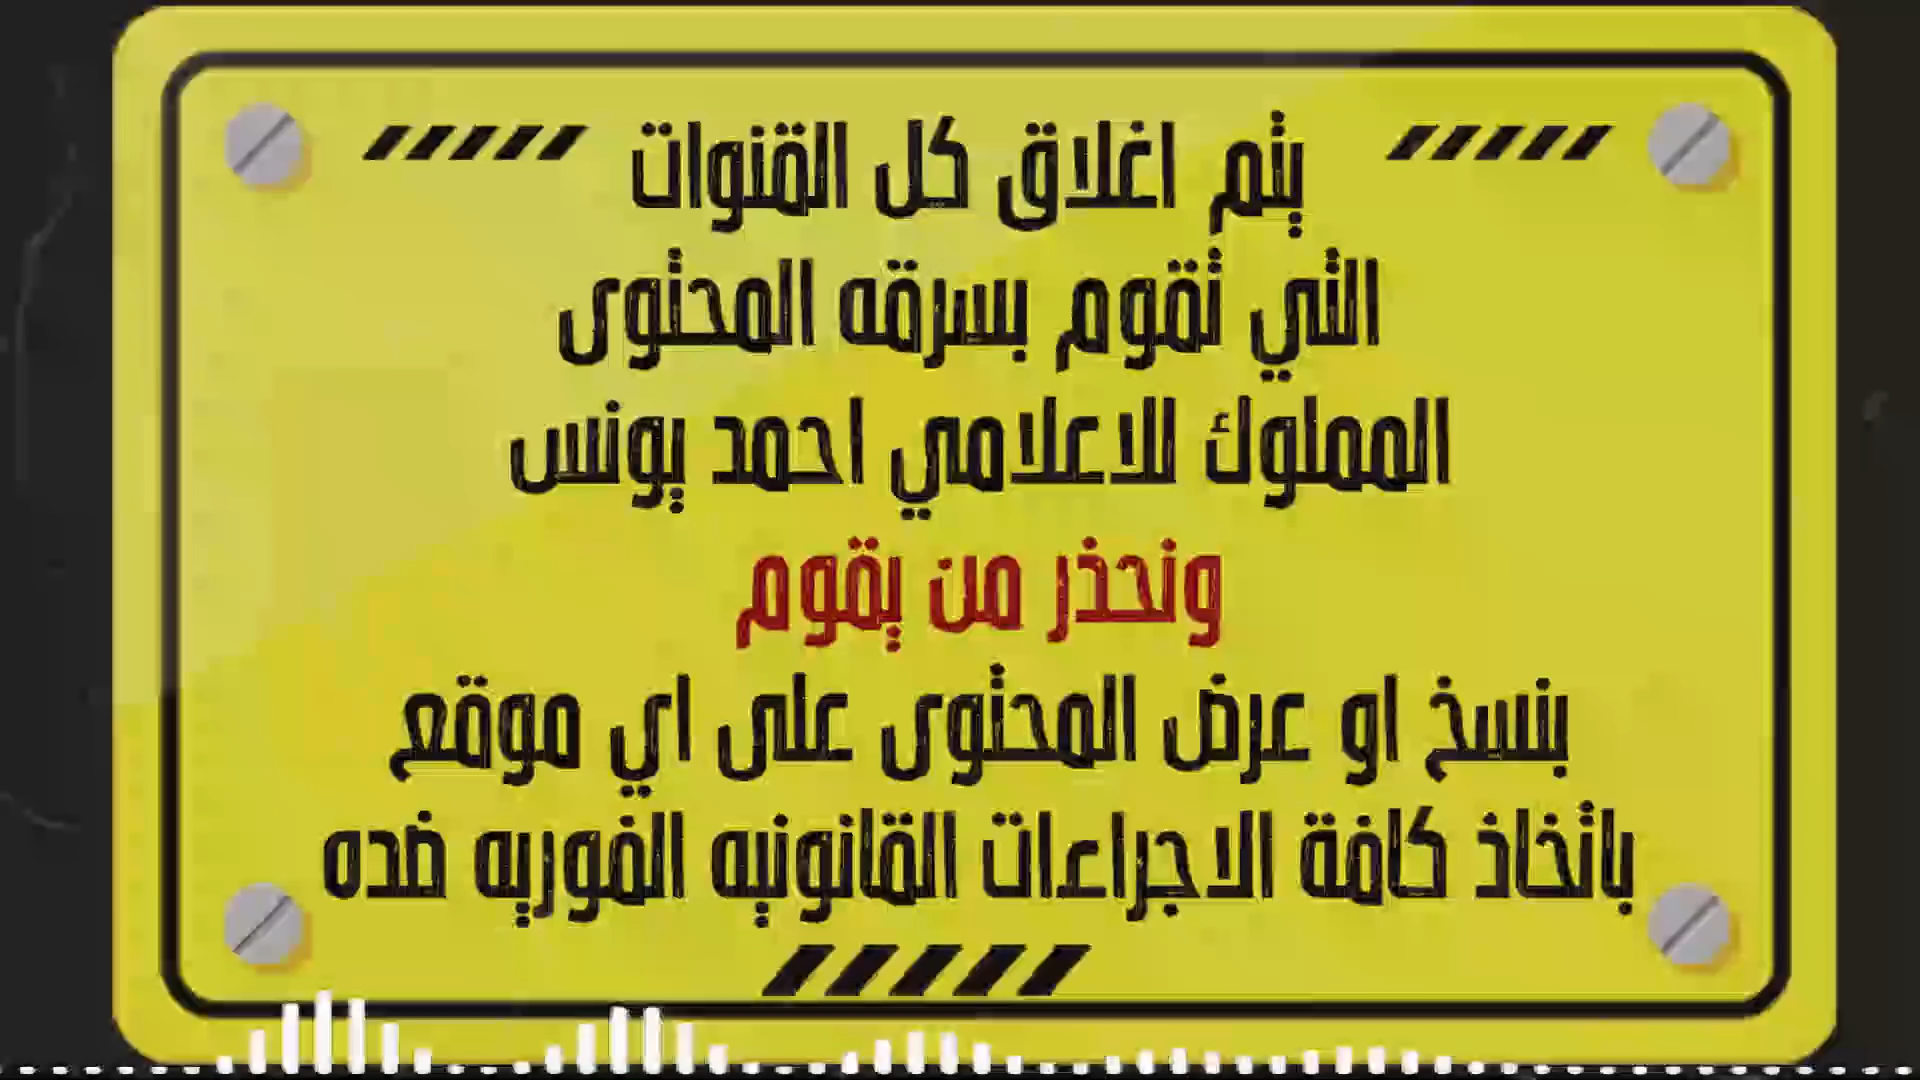 يتم اغلاق كل القنوات
التي تقوم بسرقه المحتوى
المملوك للاعلامي احمد يونس
ونحذر من يقوم
بنسخ او عرض المحتوى على اي موقع
باتخاذ كافة الاجراءات القانونيه الفوريه ضده